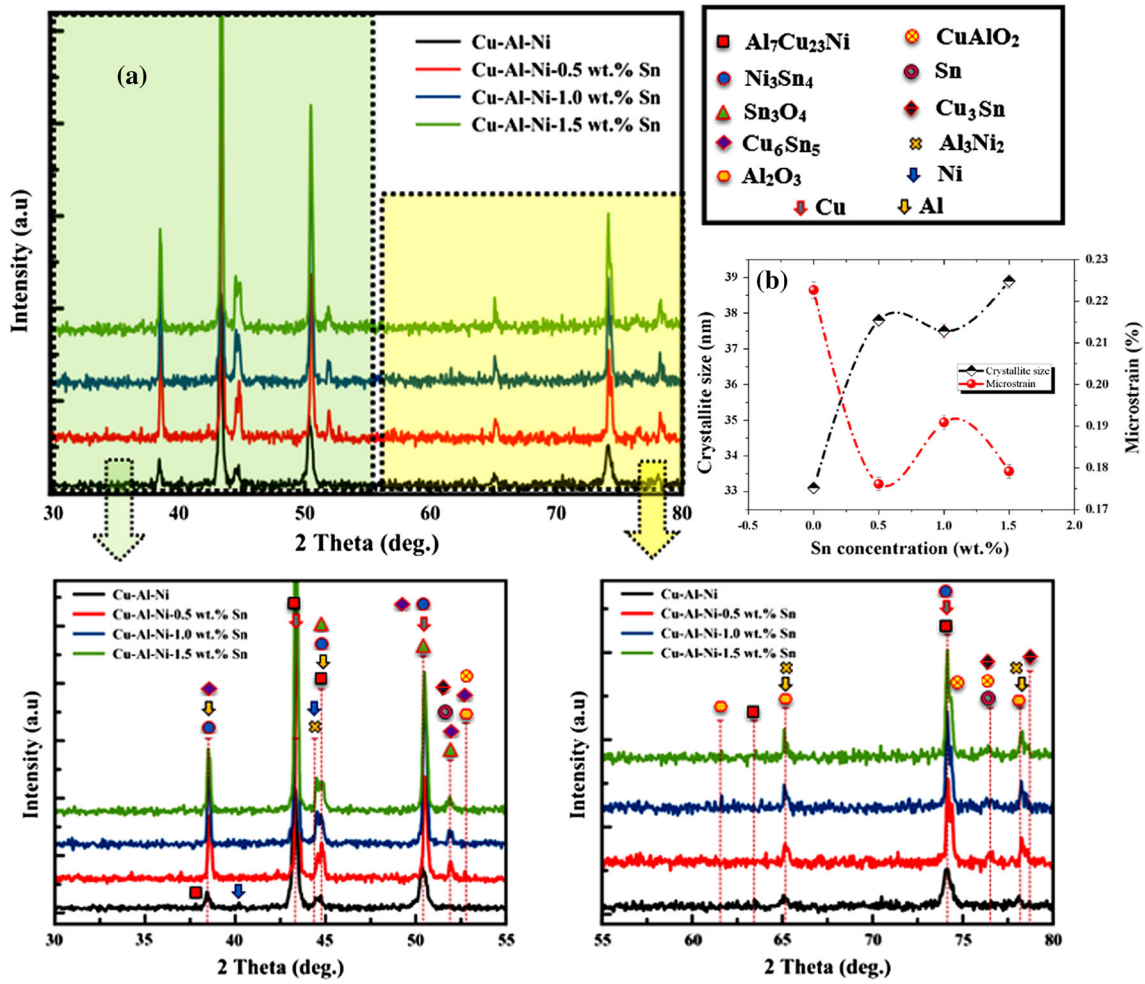 (a)
Cu-Al-Ni
Cu-Al-Ni-0.5 wt.% Sn
Cu-Al-Ni-1.0 wt.% Sn
Cu-Al-Ni-1.5 wt.% Sn
Intensity (a.u)
30 40 50 60 70 80
2 Theta (deg.)
Al₇Cu₂₃Ni
CuAlO₂
Ni₃Sn₄
Sn
Sn₃O₄
Cu₃Sn
Cu₆Sn₅
Al₃Ni₂
Al₂O₃
Ni
Cu
Al
(b)
Crystallite size (nm)
39
38
37
36
35
34
33
Crystallite size
Microstrain
0.23
0.22
0.21
0.20
0.19
0.18
0.17
Microstrain (%)
-0.5 0.0 0.5 1.0 1.5 2.0
Sn concentration (wt.%)
Cu-Al-Ni
Cu-Al-Ni-0.5 wt.% Sn
Cu-Al-Ni-1.0 wt.% Sn
Cu-Al-Ni-1.5 wt.% Sn
Intensity (a.u)
30 35 40 45 50 55
2 Theta (deg.)
Cu-Al-Ni
Cu-Al-Ni-0.5 wt.% Sn
Cu-Al-Ni-1.0 wt.% Sn
Cu-Al-Ni-1.5 wt.% Sn
Intensity (a.u)
55 60 65 70 75 80
2 Theta (deg.)